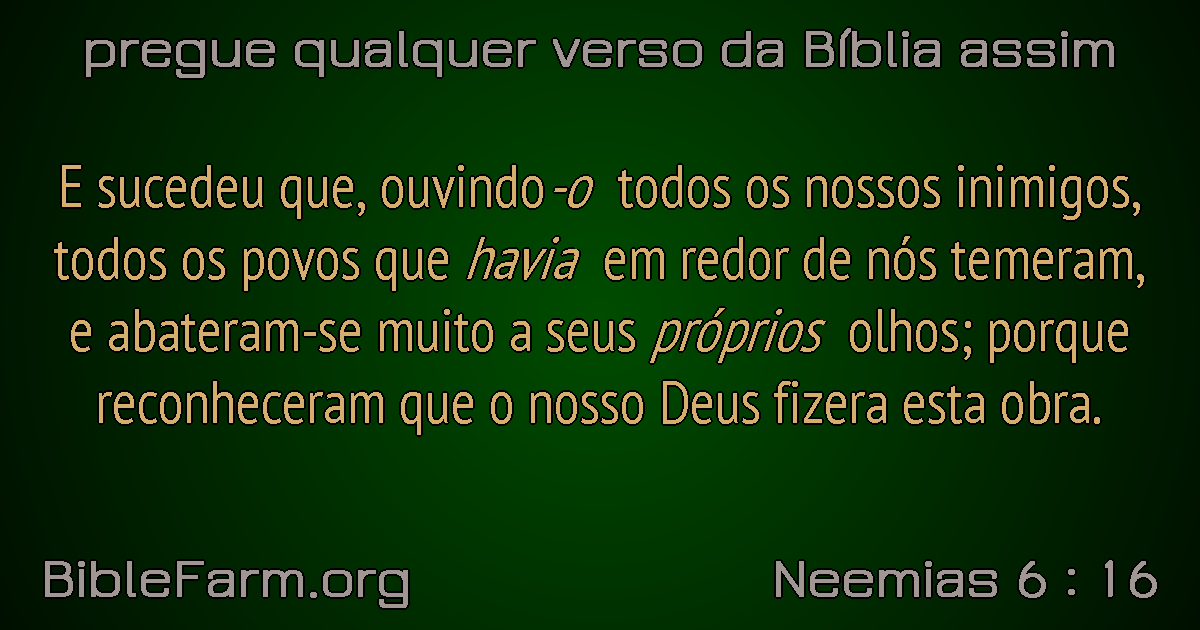 pregue qualquer verso da Bíblia assim
E sucedeu que, ouvindo-o todos os nossos inimigos,
todos os povos que havia em redor de nós temeram,
e abateram-se muito a seus próprios olhos; porque
reconheceram que o nosso Deus fizera esta obra.
BibleFarm.org
Neemias 6 : 16